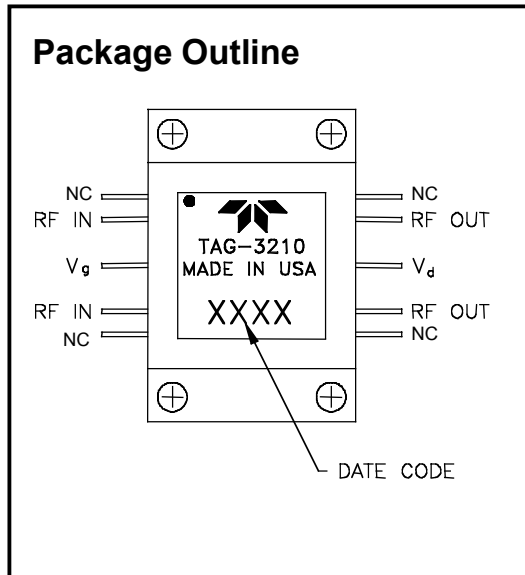 Package Outline
NC
RF IN
Vg
RF IN
NC
TAG-3210
MADE IN USA
XXXX
NC
RF OUT
Vd
RF OUT
NC
DATE CODE